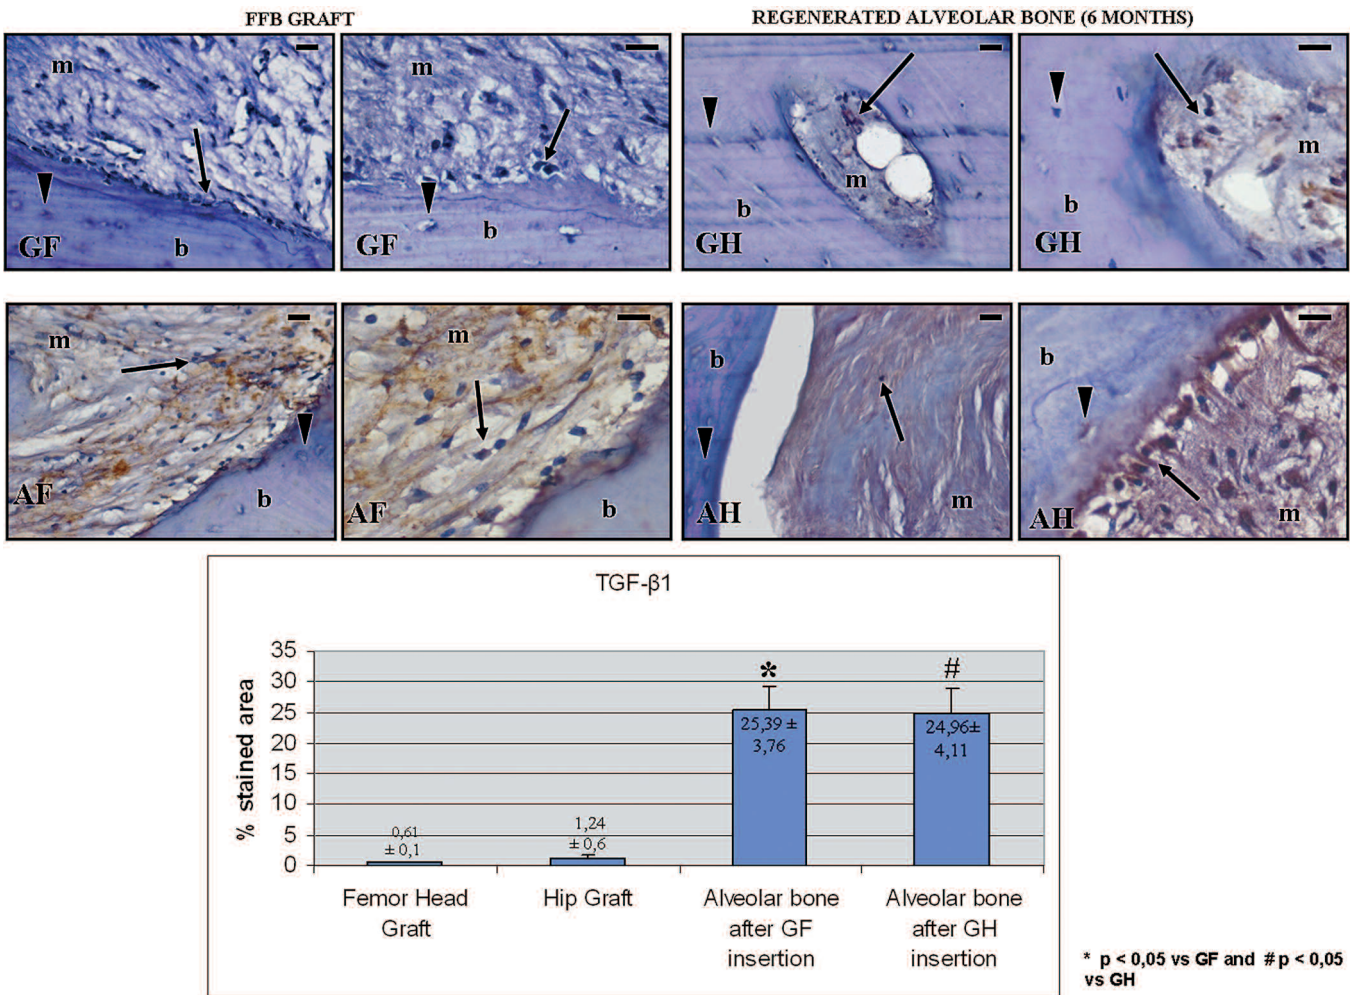 FFB GRAFT
REGENERATED ALVEOLAR BONE (6 MONTHS)
m
b
GF
m
b
GF
m
b
GH
m
b
GH
m
b
AF
m
b
AF
b
m
AH
b
m
AH
TGF-β1
% stained area
35
30
25
20
15
10
5
0
0,61
± 0,1
1,24
± 0,6
*
25,39 ±
3,76
#
24,96±
4,11
Femor Head
Graft
Hip Graft
Alveolar bone
after GF
insertion
Alveolar bone
after GH
insertion
* p < 0,05 vs GF and # p < 0,05
vs GH